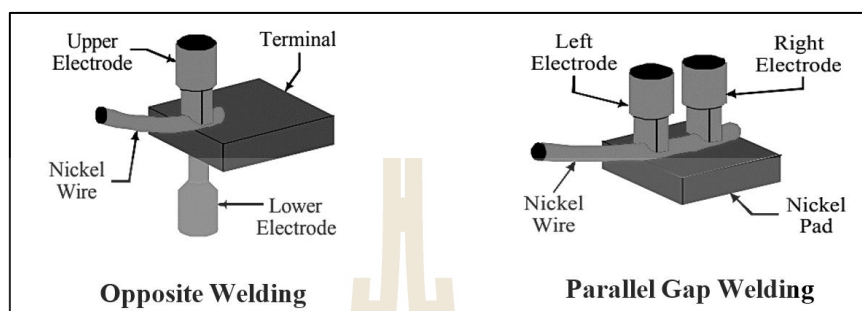 Upper
Electrode
Terminal
Nickel
Wire
Lower
Electrode
Opposite Welding
Left
Electrode
Right
Electrode
Nickel
Wire
Nickel
Pad
Parallel Gap Welding